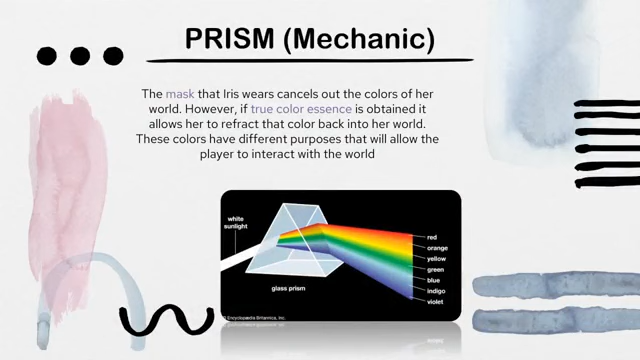 PRISM (Mechanic)
The mask that Iris wears cancels out the colors of her
world. However, if true color essence is obtained it
allows her to refract that color back into her world.
These colors have different purposes that will allow the
player to interact with the world
white
sunlight
glass prism
red
orange
yellow
green
blue
indigo
violet
© Encyclopædia Britannica, Inc.